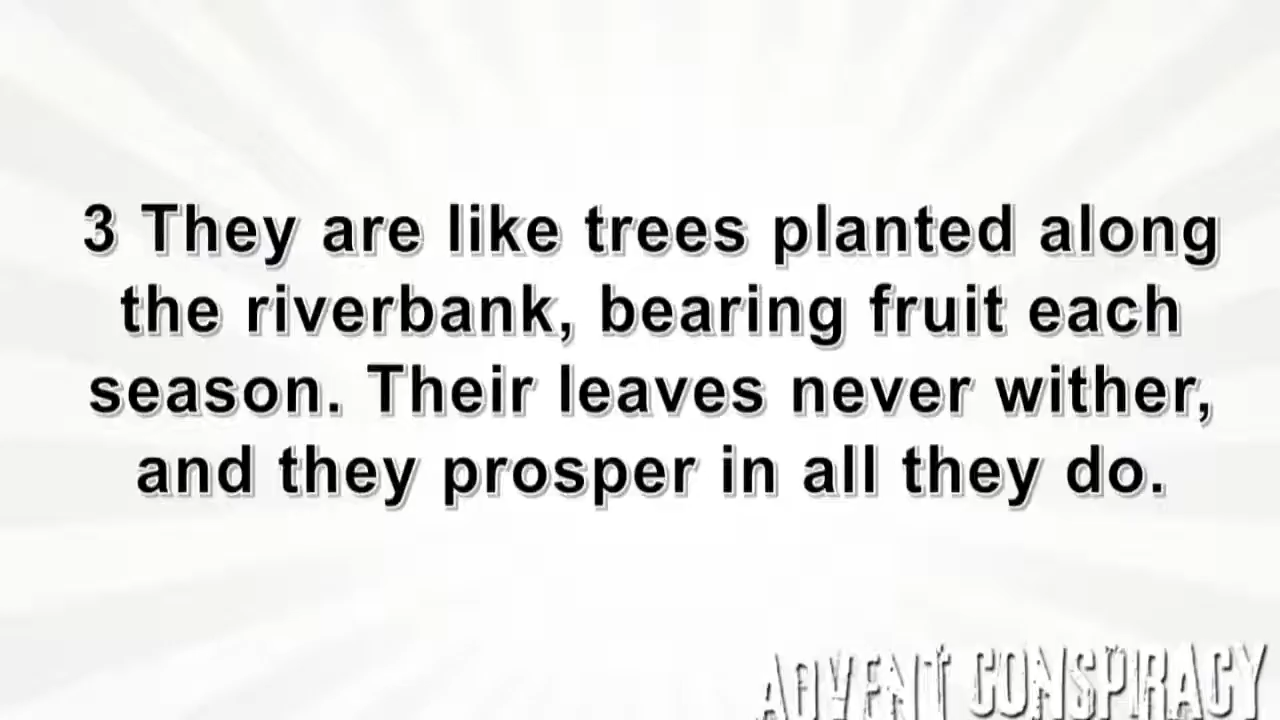 3 They are like trees planted along
the riverbank, bearing fruit each
season. Their leaves never wither,
and they prosper in all they do.
ADVENT CONSPIRACY